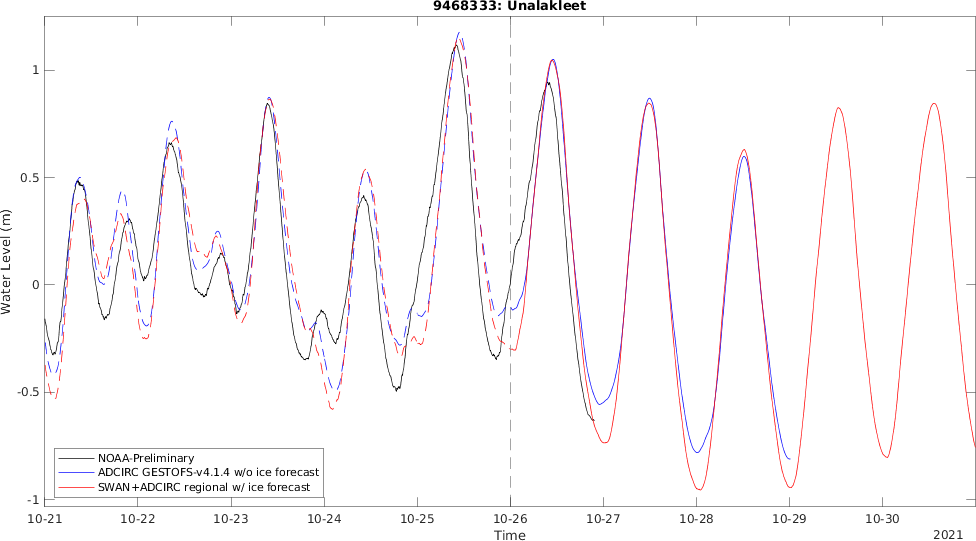 9468333: Unalakleet
Water Level (m)
1
0.5
0
-0.5
-1
NOAA-Preliminary
ADCIRC GESTOFS-v4.1.4 w/o ice forecast
SWAN+ADCIRC regional w/ ice forecast
10-21 10-22 10-23 10-24 10-25 10-26 10-27 10-28 10-29 10-30
Time
2021